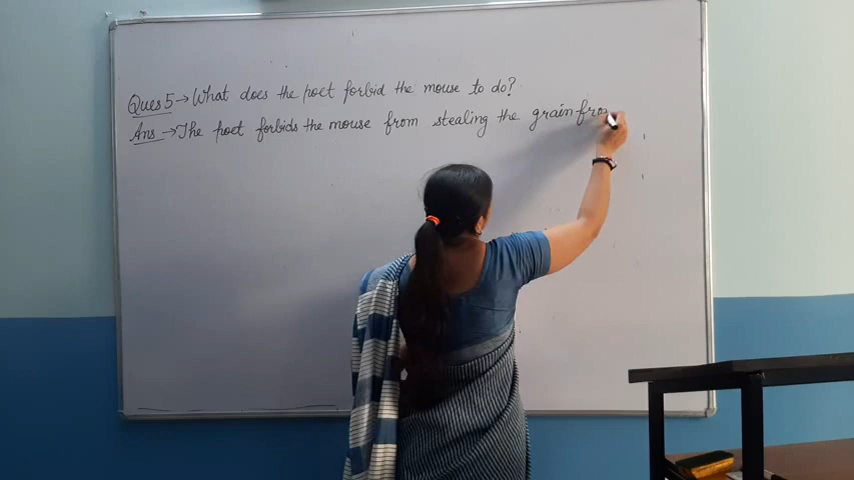 Ques 5→What does the poet forbid the mouse to do?
Ans →The poet forbids the mouse from stealing the grain fro